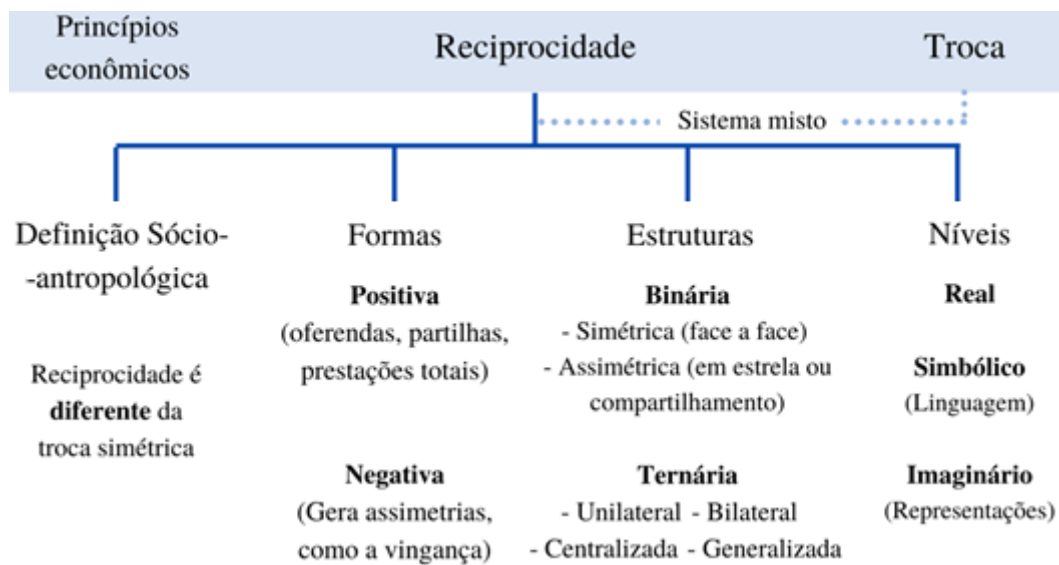 Princípios
econômicos
Reciprocidade
Troca
Sistema misto
Definição Sócio-
-antropológica
Reciprocidade é
diferente da
troca simétrica
Formas
Positiva
(oferendas, partilhas,
prestações totais)
Negativa
(Gera assimetrias,
como a vingança)
Estruturas
Binária
- Simétrica (face a face)
- Assimétrica (em estrela ou
compartilhamento)
Ternária
- Unilateral - Bilateral
- Centralizada - Generalizada
Níveis
Real
Simbólico
(Linguagem)
Imaginário
(Representações)